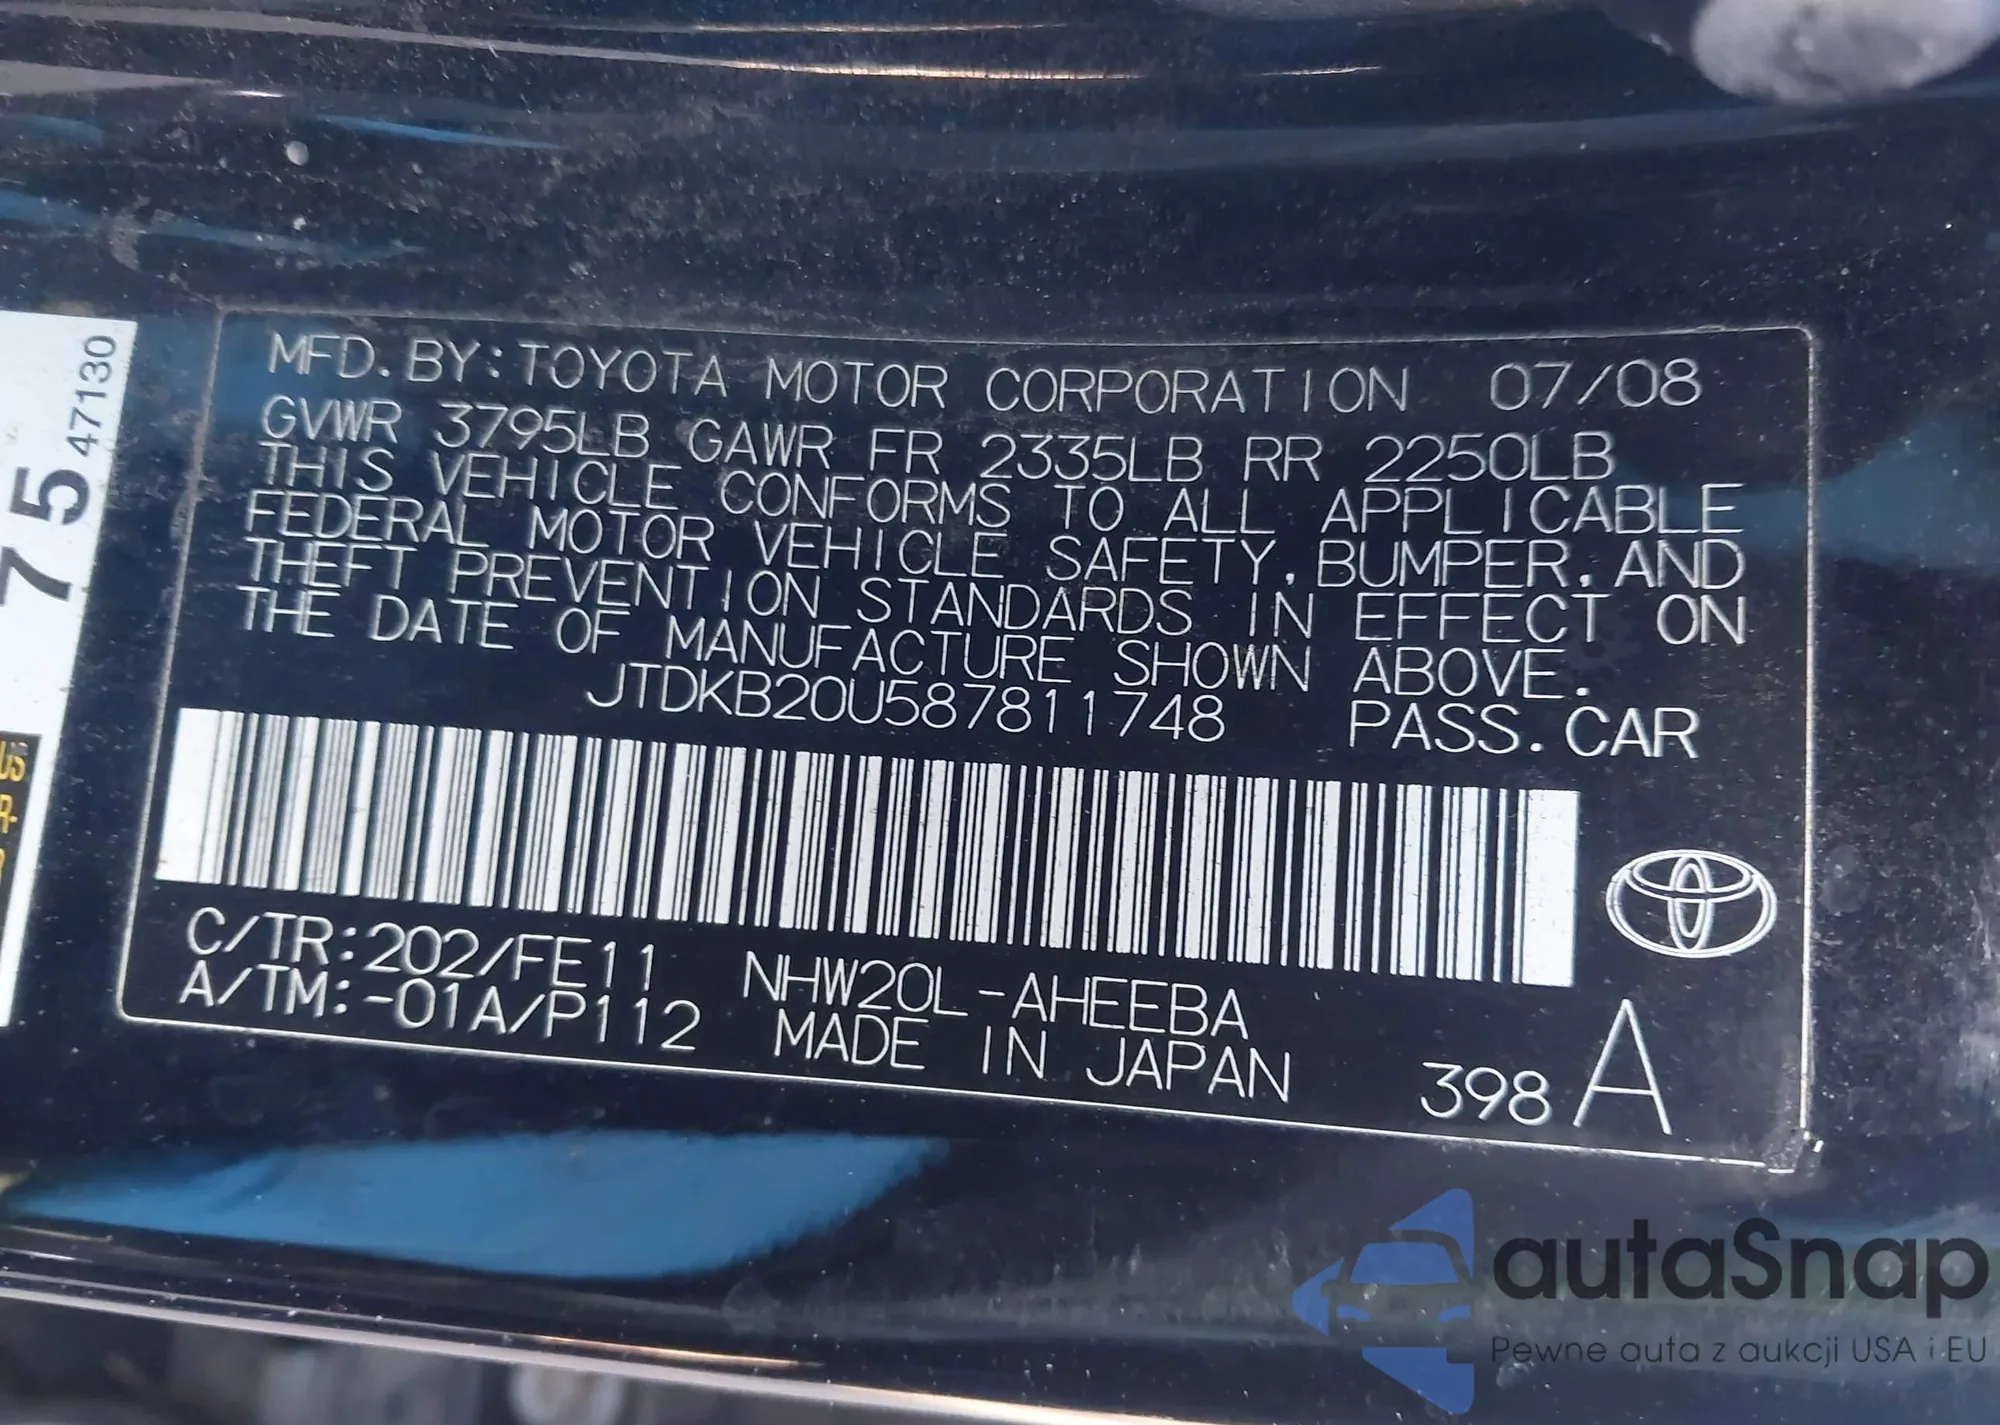 MFD. BY: TOYOTA MOTOR CORPORATION 07/08
GVWR 3795LB GAWR FR 2335LB RR 2250LB
THIS VEHICLE CONFORMS TO ALL APPLICABLE
FEDERAL MOTOR VEHICLE SAFETY, BUMPER, AND
THEFT PREVENTION STANDARDS IN EFFECT ON
THE DATE OF MANUFACTURE SHOWN ABOVE.
JTDKB20U587811748 PASS. CAR
C/TR: 202/FE11 NHW20L-AHEEBA
A/TM: -01A/P112 MADE IN JAPAN 398 A
75
47130
US
R-
autaSnap
Pewne auta z aukcji USA i EU